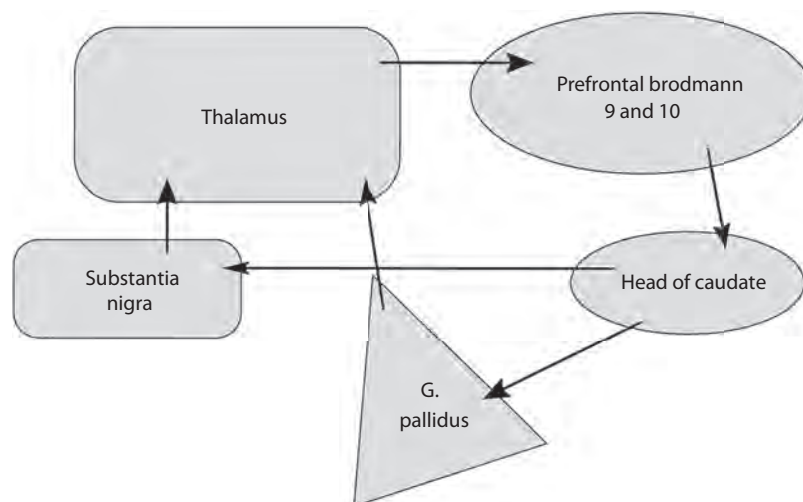 Thalamus
Prefrontal brodmann
9 and 10
Substantia
nigra
Head of caudate
G.
pallidus